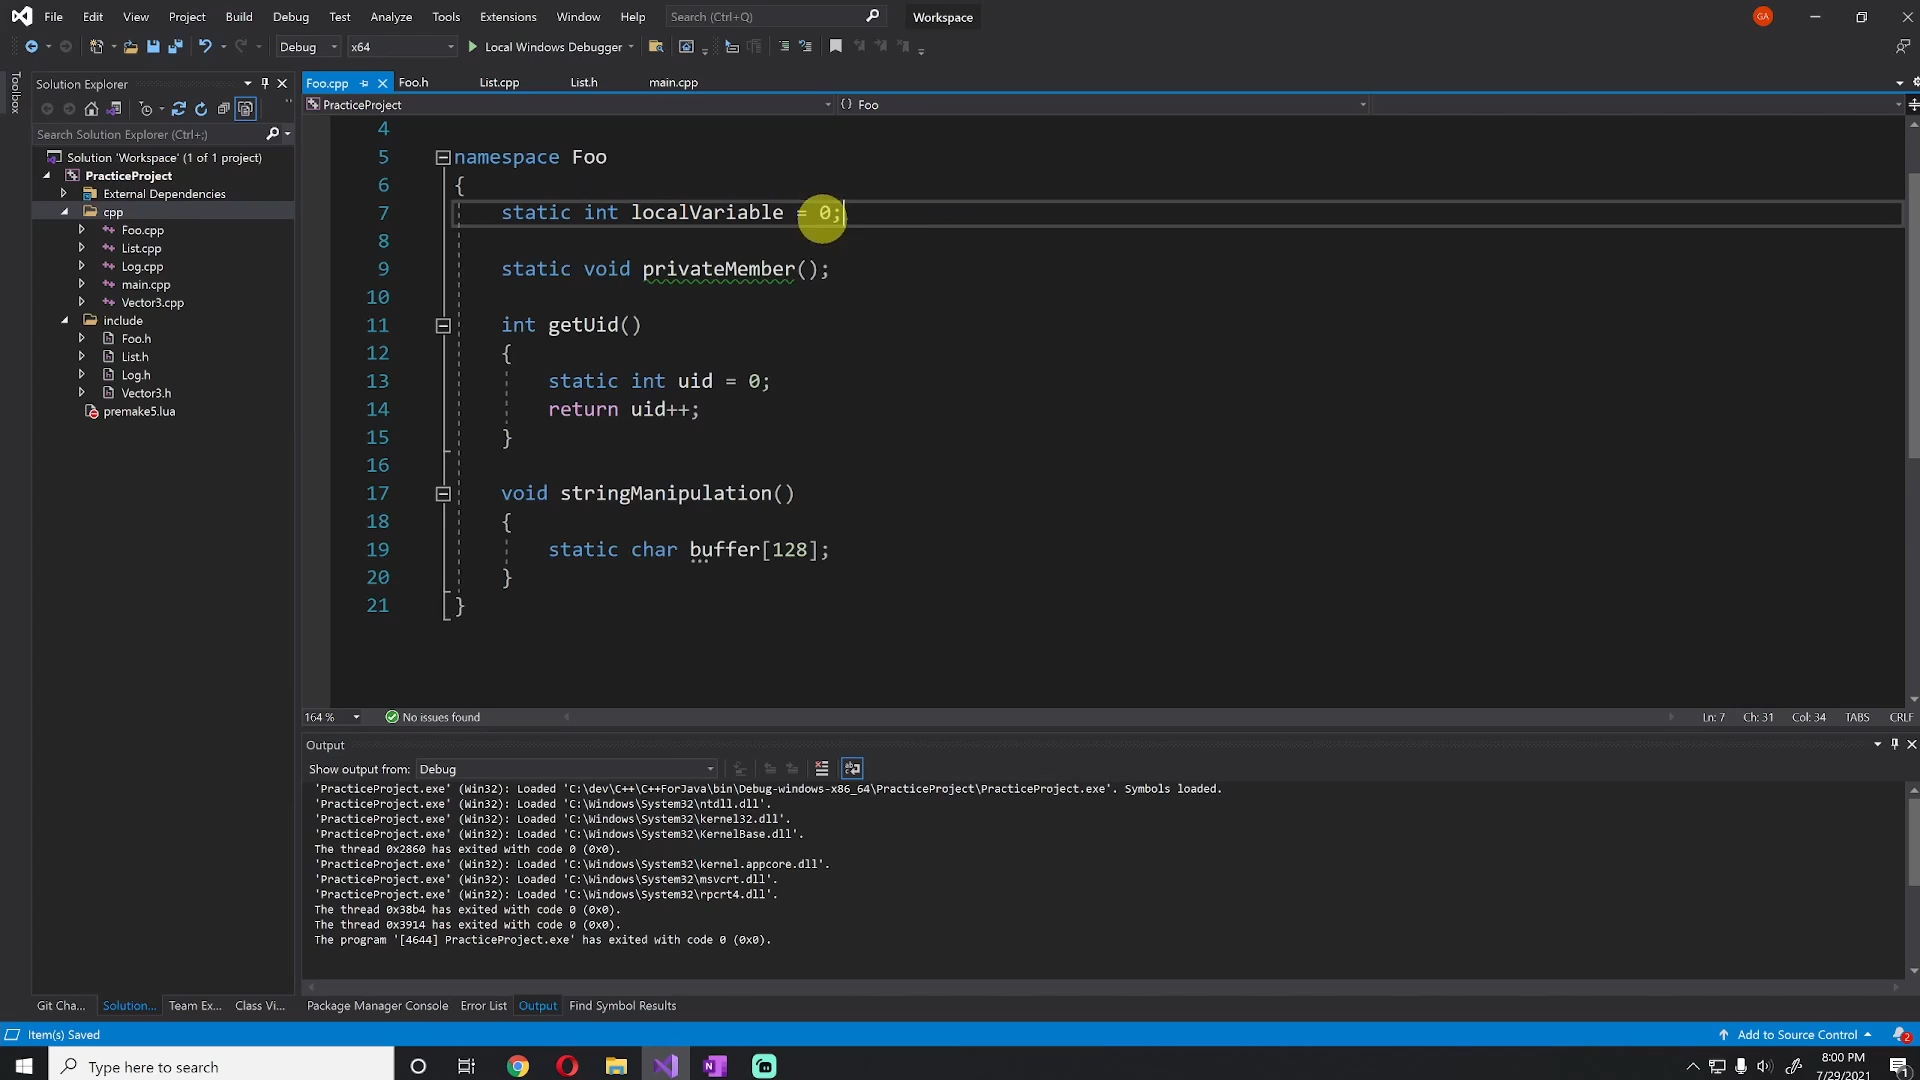 File Edit View Project Build Debug Test Analyze Tools Extensions Window Help Search (Ctrl+Q) Workspace GA
Debug x64 Local Windows Debugger
Toolbox
Solution Explorer
Search Solution Explorer (Ctrl+;)
Solution 'Workspace' (1 of 1 project)
PracticeProject
External Dependencies
cpp
Foo.cpp
List.cpp
Log.cpp
main.cpp
Vector3.cpp
include
Foo.h
List.h
Log.h
Vector3.h
premake5.lua
Git Cha... Solution... Team Ex... Class Vi...
Foo.cpp Foo.h List.cpp List.h main.cpp
PracticeProject {} Foo
4
5 namespace Foo
6 {
7 static int localVariable = 0;
8
9 static void privateMember();
10
11 int getUid()
12 {
13 static int uid = 0;
14 return uid++;
15 }
16
17 void stringManipulation()
18 {
19 static char buffer[128];
20 }
21 }
164 % No issues found Ln: 7 Ch: 31 Col: 34 TABS CRLF
Output
Show output from: Debug
'PracticeProject.exe' (Win32): Loaded 'C:\dev\C++\C++ForJava\bin\Debug-windows-x86_64\PracticeProject\PracticeProject.exe'. Symbols loaded.
'PracticeProject.exe' (Win32): Loaded 'C:\Windows\System32\ntdll.dll'.
'PracticeProject.exe' (Win32): Loaded 'C:\Windows\System32\kernel32.dll'.
'PracticeProject.exe' (Win32): Loaded 'C:\Windows\System32\KernelBase.dll'.
The thread 0x2860 has exited with code 0 (0x0).
'PracticeProject.exe' (Win32): Loaded 'C:\Windows\System32\kernel.appcore.dll'.
'PracticeProject.exe' (Win32): Loaded 'C:\Windows\System32\msvcrt.dll'.
'PracticeProject.exe' (Win32): Loaded 'C:\Windows\System32\rpcrt4.dll'.
The thread 0x38b4 has exited with code 0 (0x0).
The thread 0x3914 has exited with code 0 (0x0).
The program '[4644] PracticeProject.exe' has exited with code 0 (0x0).
Package Manager Console Error List Output Find Symbol Results
Item(s) Saved Add to Source Control 2
Type here to search
8:00 PM
7/29/2021
1